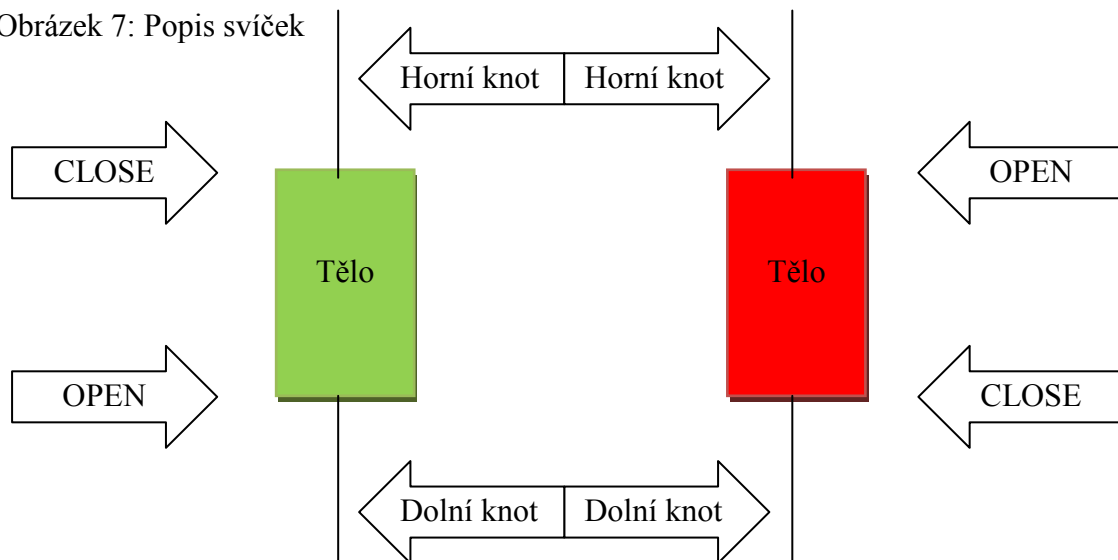 Obrázek 7: Popis svíček
Horní knot Horní knot
CLOSE OPEN
Tělo Tělo
OPEN CLOSE
Dolní knot Dolní knot